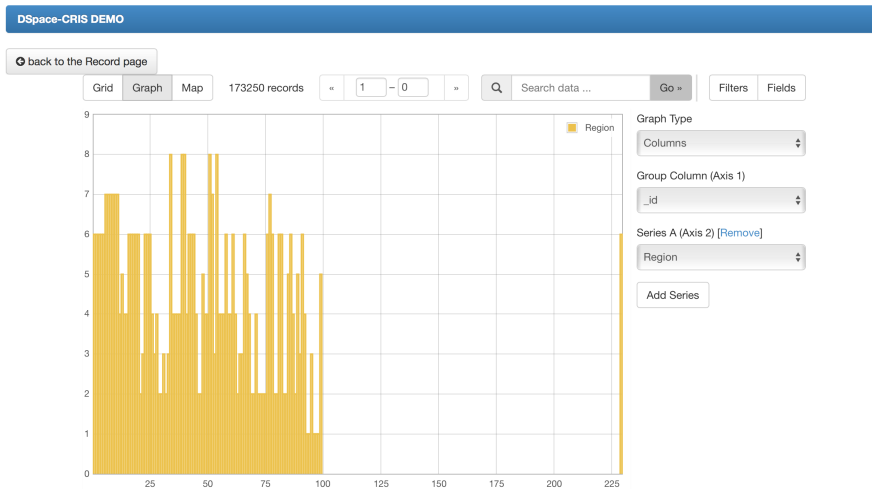 DSpace-CRIS DEMO
back to the Record page
Grid Graph Map 173250 records « 1 – 0 » Search data ... Go » Filters Fields
9
8
7
6
5
4
3
2
1
0
25 50 75 100 125 150 175 200 225
Region
Graph Type
Columns
Group Column (Axis 1)
_id
Series A (Axis 2) [Remove]
Region
Add Series